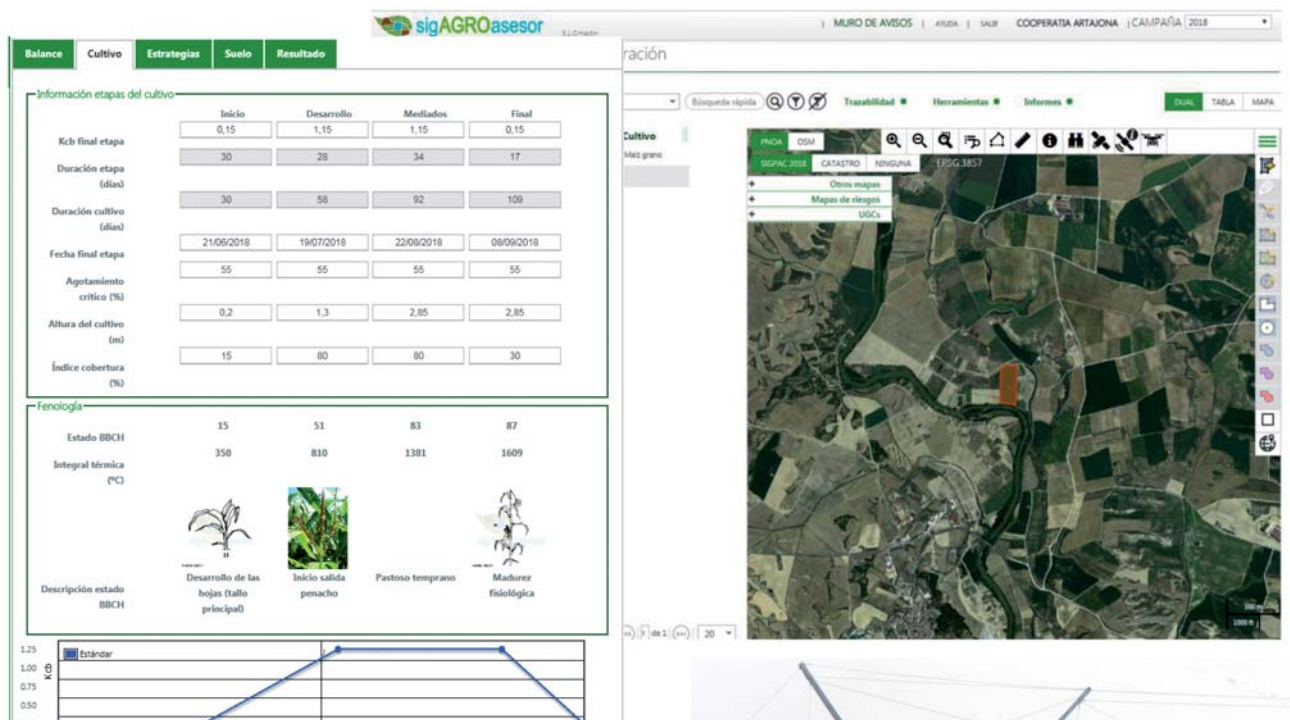 sigAGROasesor
| MURO DE AVISOS | AYUDA | SALIR COOPERATIA ARTAJONA | CAMPAÑA 2018
Balance Cultivo Estrategias Suelo Resultado
ración
Información etapas del cultivo
Inicio Desarrollo Mediados Final
Kcb final etapa 0,15 1,15 1,15 0,15
Duración etapa (días) 30 28 34 17
Duración cultivo (días) 30 58 92 109
Fecha final etapa 21/06/2018 19/07/2018 22/08/2018 08/09/2018
Agotamiento crítico (%) 55 55 55 55
Altura del cultivo (m) 0,2 1,3 2,85 2,85
Índice cobertura (%) 15 80 80 30
Fenología
Estado BBCH 15 51 83 87
Integral térmica (ºC) 350 810 1381 1609
Descripción estado BBCH
Desarrollo de las hojas (tallo principal)
Inicio salida penacho
Pastoso temprano
Madurez fisiológica
1.25
1.00
0.75
0.50
Kcb
Estándar
Búsqueda rápida
Trazabilidad Herramientas Informes
DUAL TABLA MAPA
Cultivo
Maíz grano
PNOA OSM
SIGPAC 2018 CATASTRO NINGUNA EPSG:3857
+ Otros mapas
+ Mapas de riesgos
+ UGCs
300 m
1000 ft
1 de 1 20